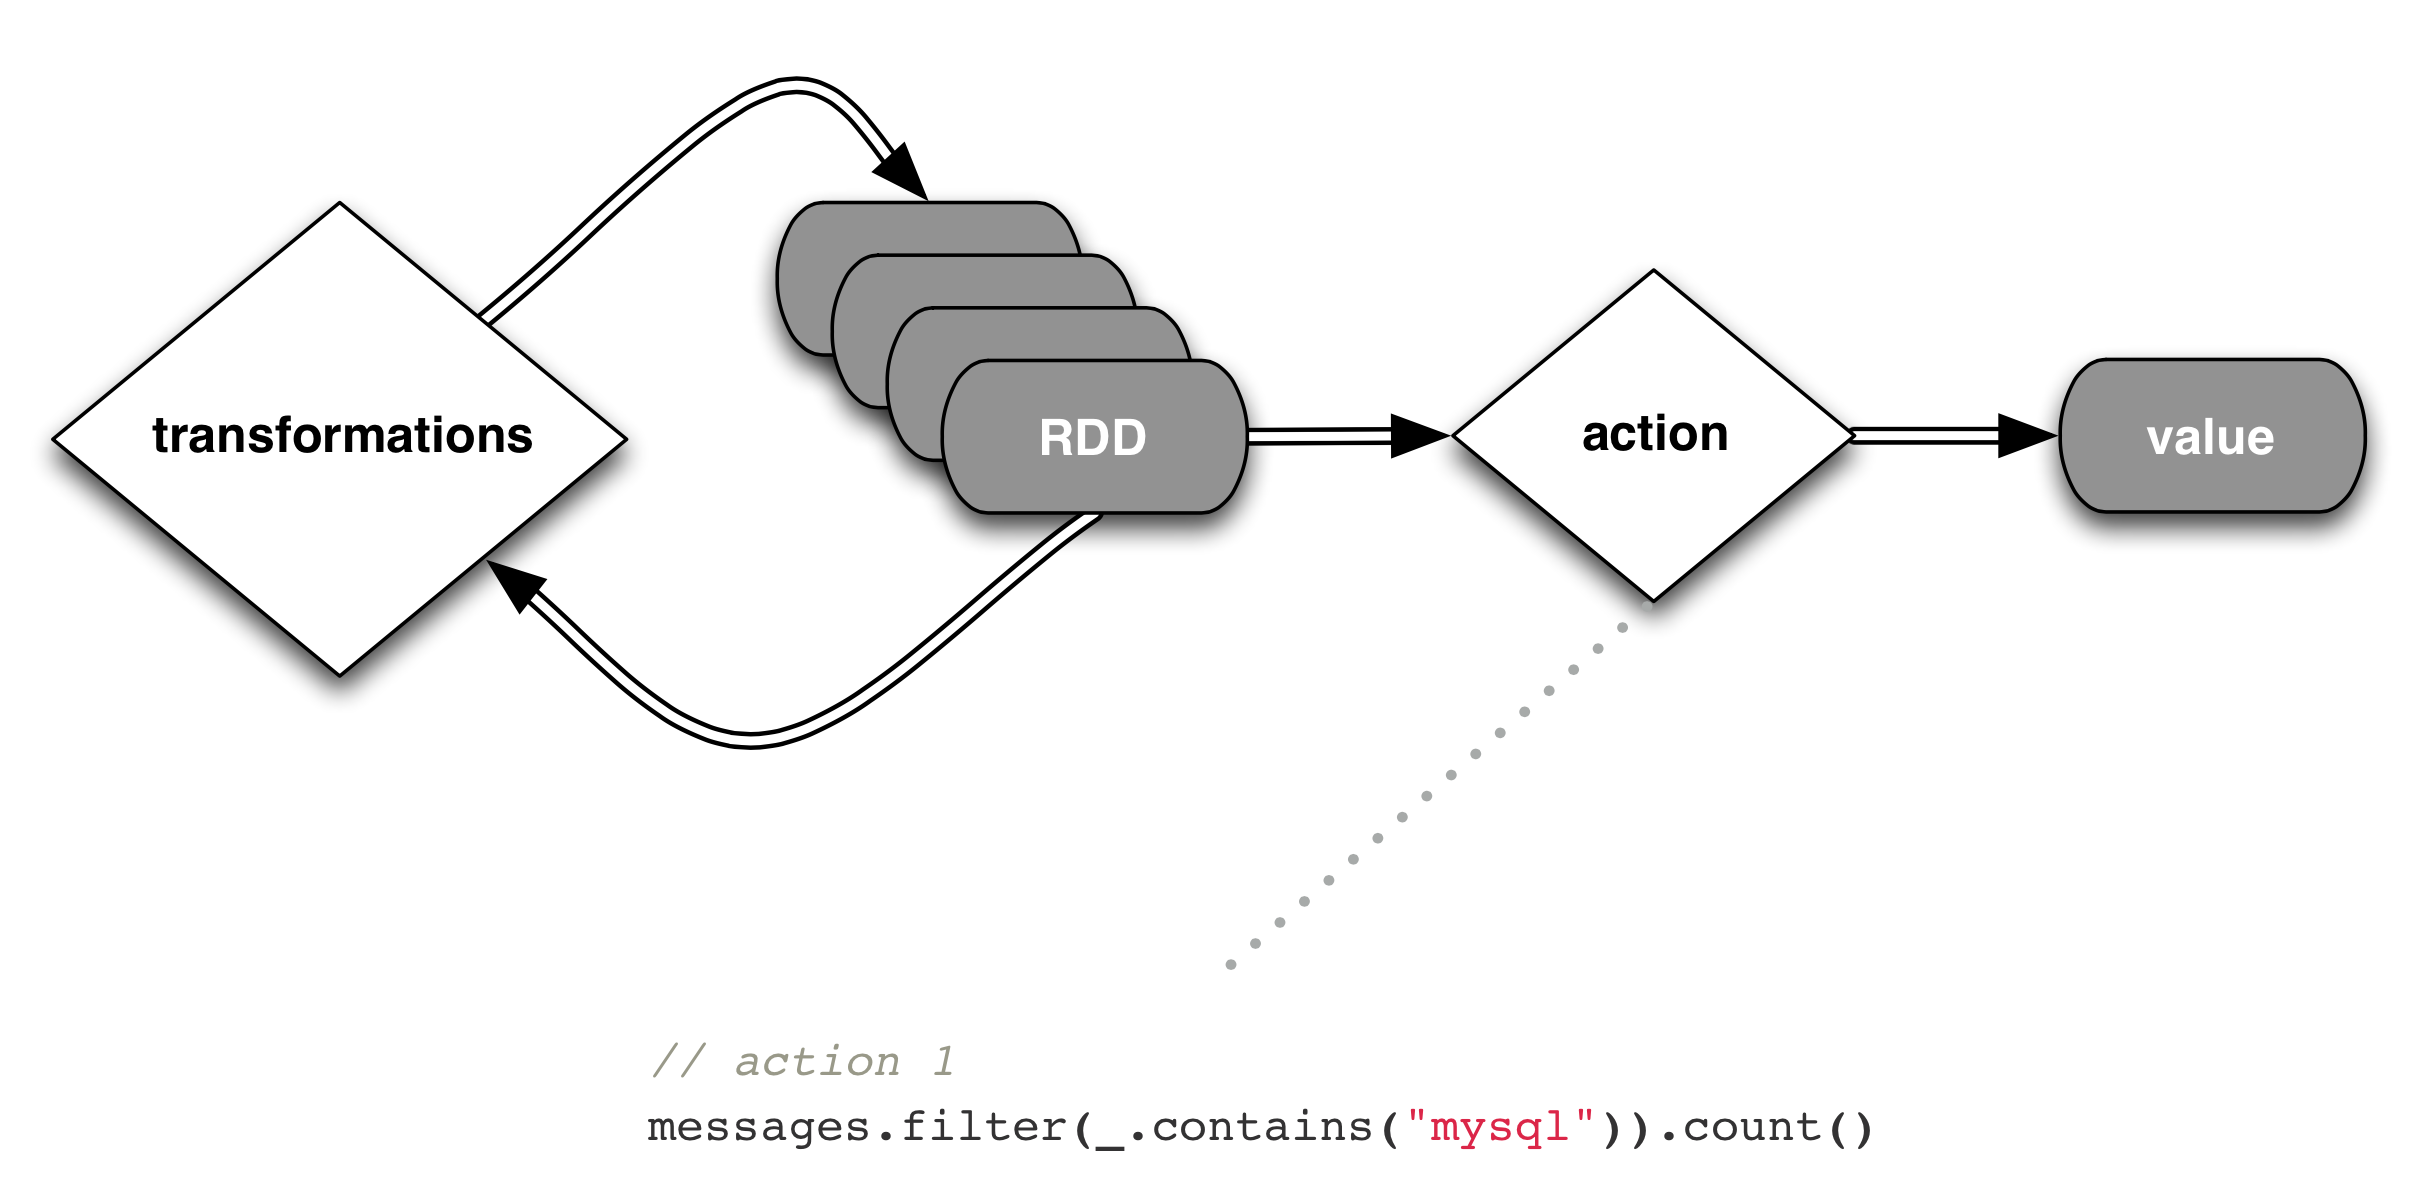 transformations
RDD
action
value
// action 1
messages.filter(_.contains("mysql")).count()